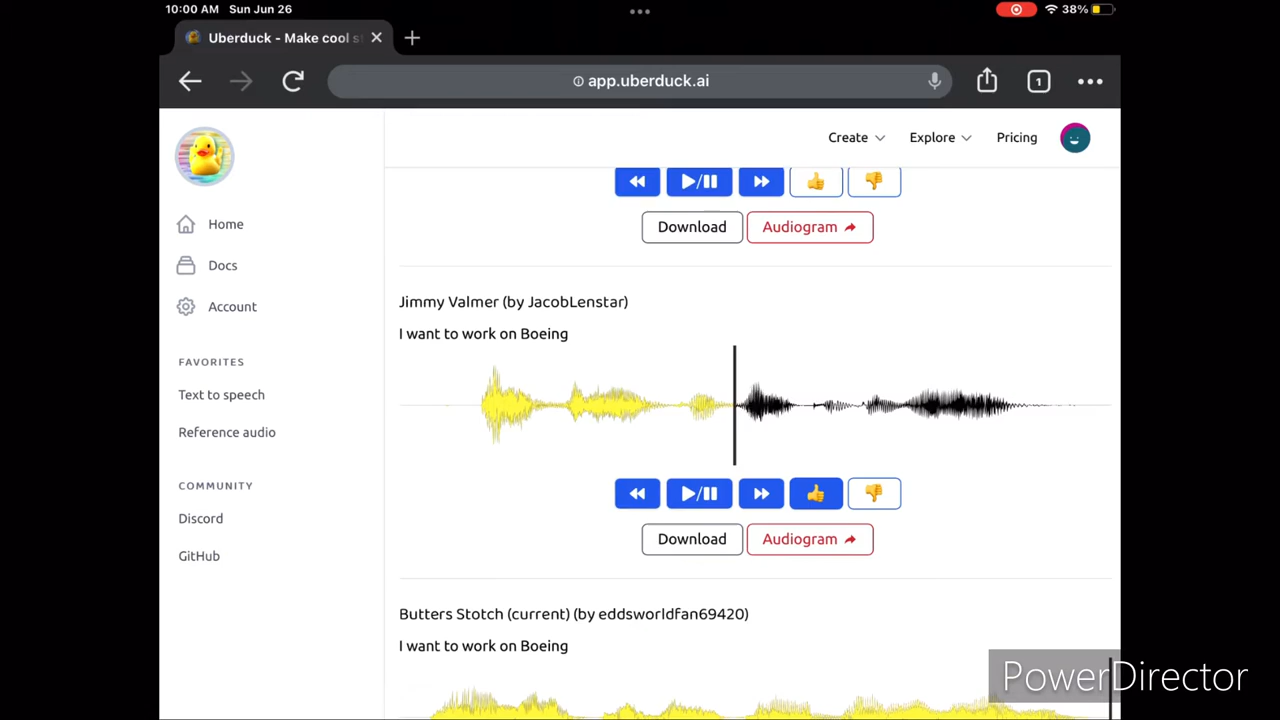 10:00 AM Sun Jun 26
38%
Uberduck - Make cool s
app.uberduck.ai
1
Create
Explore
Pricing
Home
Docs
Account
FAVORITES
Text to speech
Reference audio
COMMUNITY
Discord
GitHub
Download
Audiogram
Jimmy Valmer (by JacobLenstar)
I want to work on Boeing
Download
Audiogram
Butters Stotch (current) (by eddsworldfan69420)
I want to work on Boeing
PowerDirector